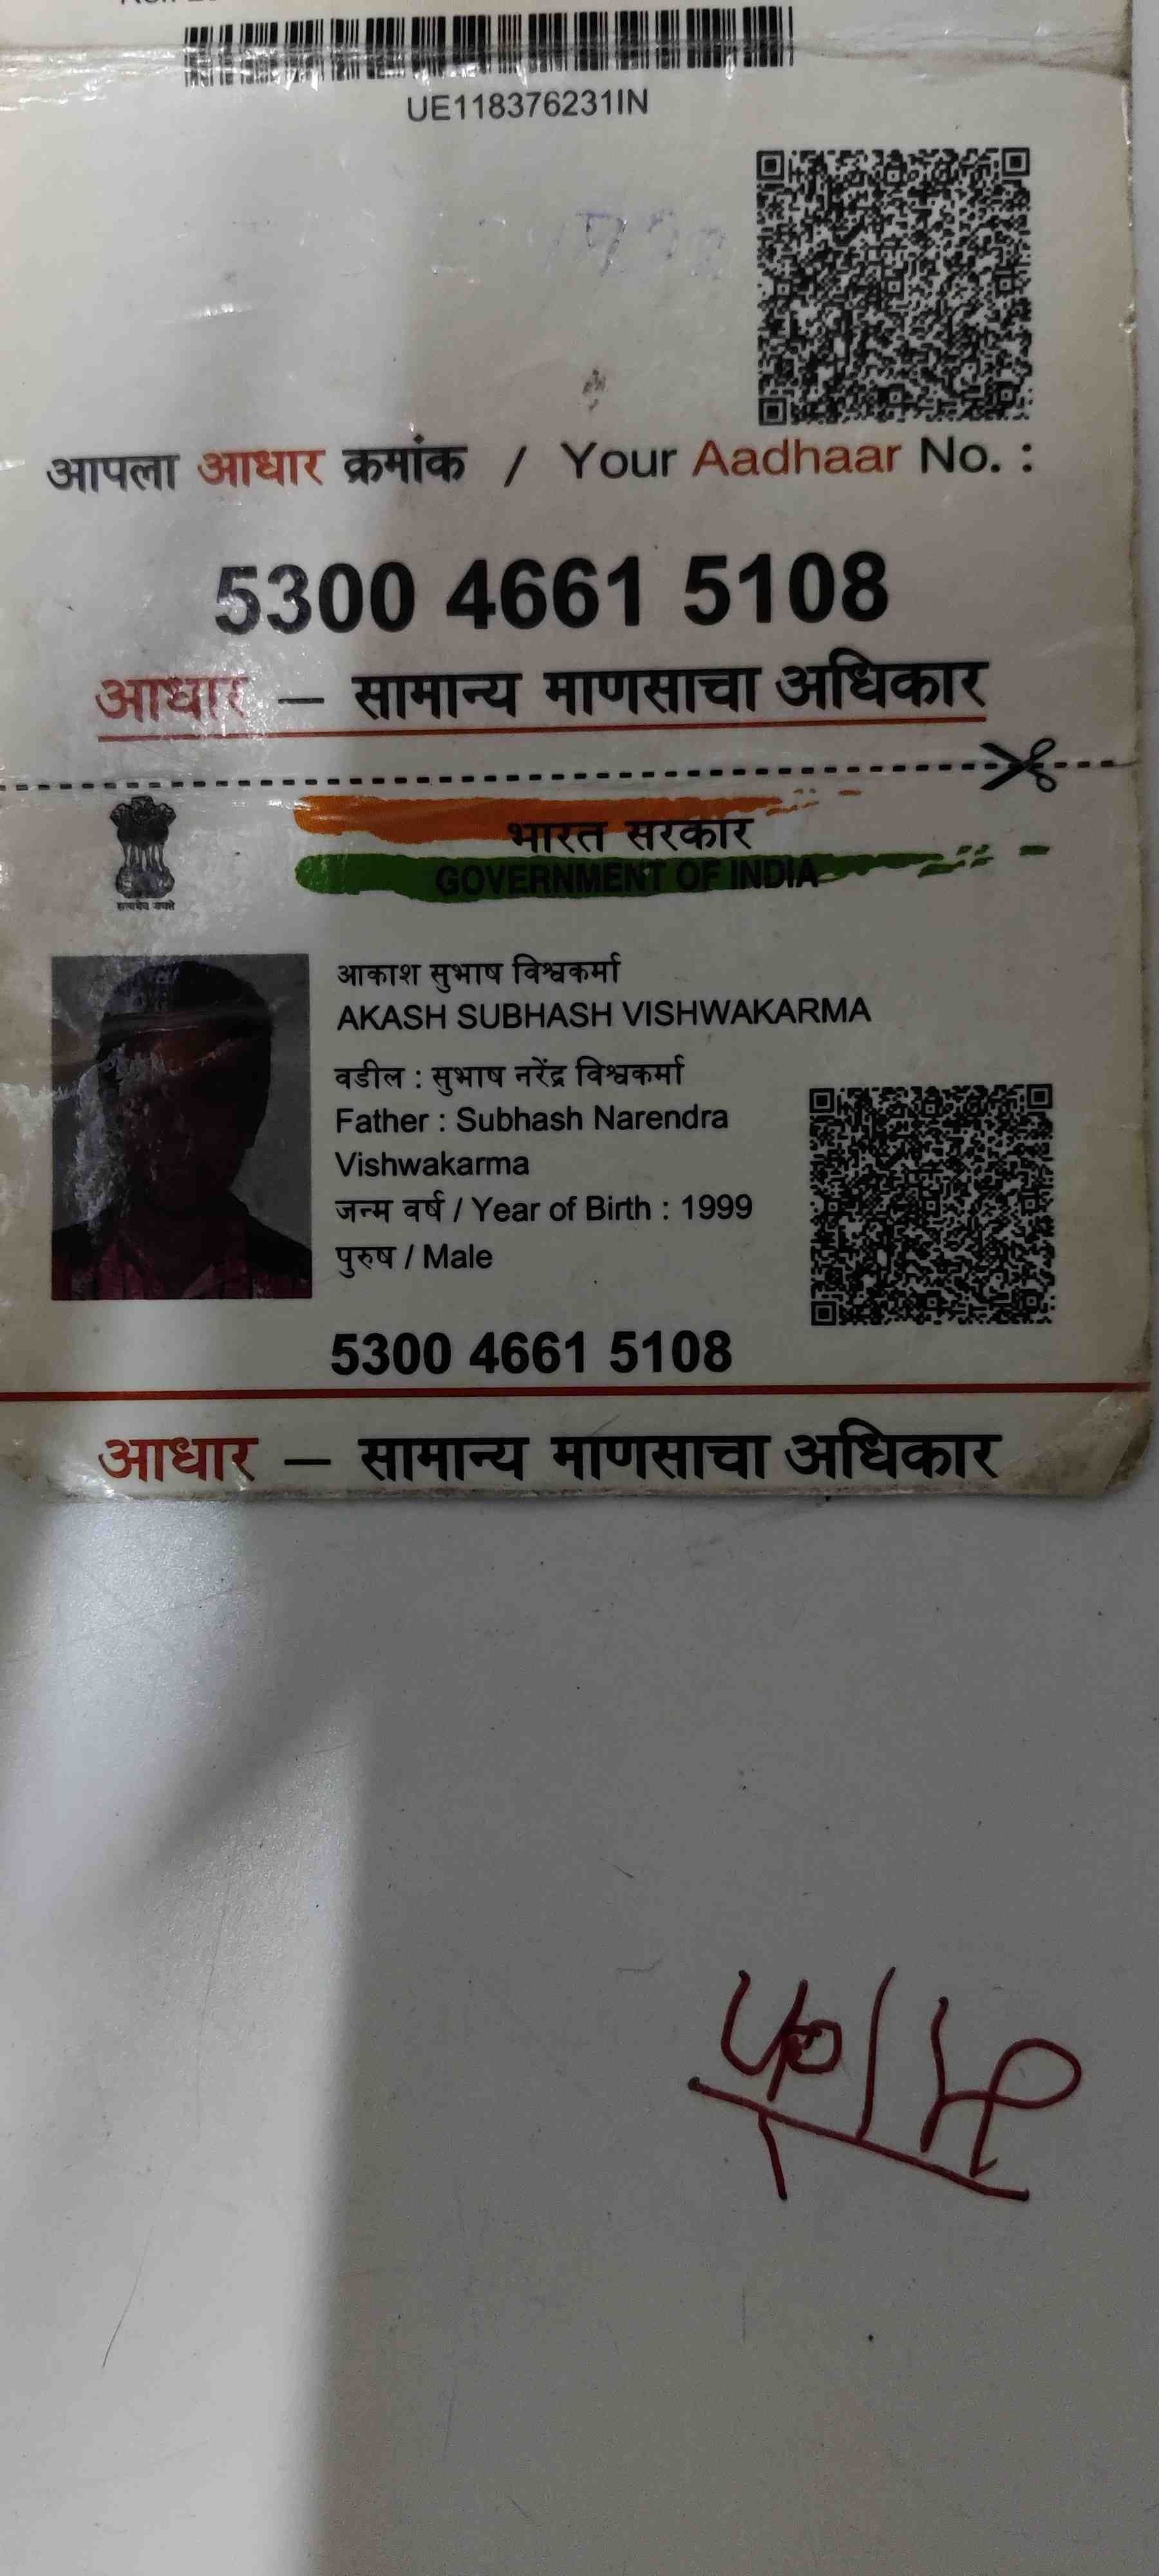 UE118376231IN
आपला आधार क्रमांक / Your Aadhaar No. :
5300 4661 5108
आधार – सामान्य माणसाचा अधिकार
भारत सरकार
GOVERNMENT OF INDIA
सत्यमेव जयते
आकाश सुभाष विश्वकर्मा
AKASH SUBHASH VISHWAKARMA
वडील : सुभाष नरेंद्र विश्वकर्मा
Father : Subhash Narendra
Vishwakarma
जन्म वर्ष / Year of Birth : 1999
पुरुष / Male
5300 4661 5108
आधार – सामान्य माणसाचा अधिकार